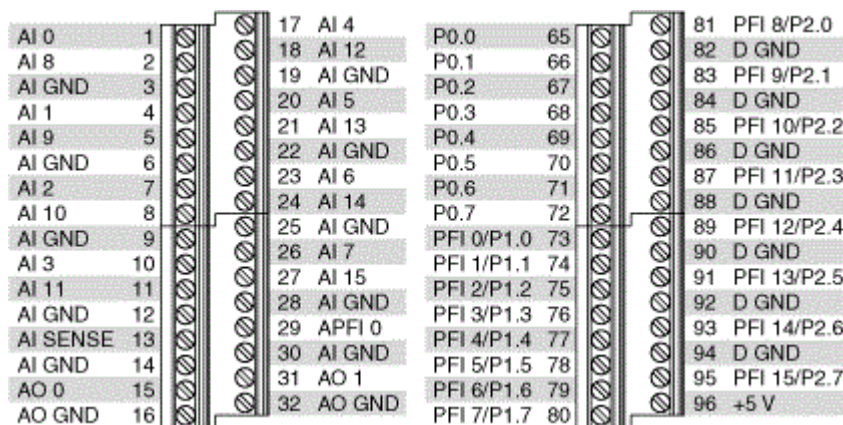 AI 0 1
AI 8 2
AI GND 3
AI 1 4
AI 9 5
AI GND 6
AI 2 7
AI 10 8
AI GND 9
AI 3 10
AI 11 11
AI GND 12
AI SENSE 13
AI GND 14
AO 0 15
AO GND 16
17 AI 4
18 AI 12
19 AI GND
20 AI 5
21 AI 13
22 AI GND
23 AI 6
24 AI 14
25 AI GND
26 AI 7
27 AI 15
28 AI GND
29 APFI 0
30 AI GND
31 AO 1
32 AO GND
P0.0 65
P0.1 66
P0.2 67
P0.3 68
P0.4 69
P0.5 70
P0.6 71
P0.7 72
PFI 0/P1.0 73
PFI 1/P1.1 74
PFI 2/P1.2 75
PFI 3/P1.3 76
PFI 4/P1.4 77
PFI 5/P1.5 78
PFI 6/P1.6 79
PFI 7/P1.7 80
81 PFI 8/P2.0
82 D GND
83 PFI 9/P2.1
84 D GND
85 PFI 10/P2.2
86 D GND
87 PFI 11/P2.3
88 D GND
89 PFI 12/P2.4
90 D GND
91 PFI 13/P2.5
92 D GND
93 PFI 14/P2.6
94 D GND
95 PFI 15/P2.7
96 +5 V